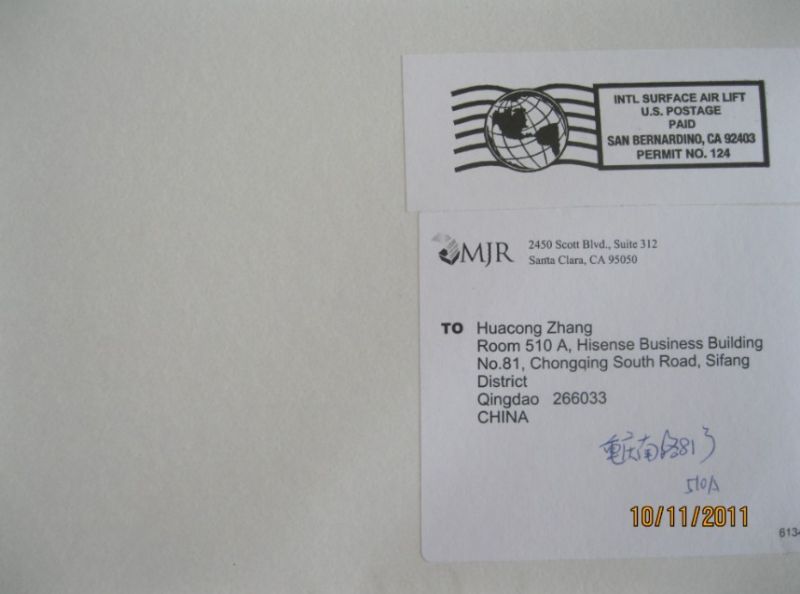 INTL SURFACE AIR LIFT
U.S. POSTAGE
PAID
SAN BERNARDINO, CA 92403
PERMIT NO. 124
MJR
2450 Scott Blvd., Suite 312
Santa Clara, CA 95050
TO Huacong Zhang
Room 510 A, Hisense Business Building
No.81, Chongqing South Road, Sifang
District
Qingdao 266033
CHINA
重庆南路81号
510A
10/11/2011
6134